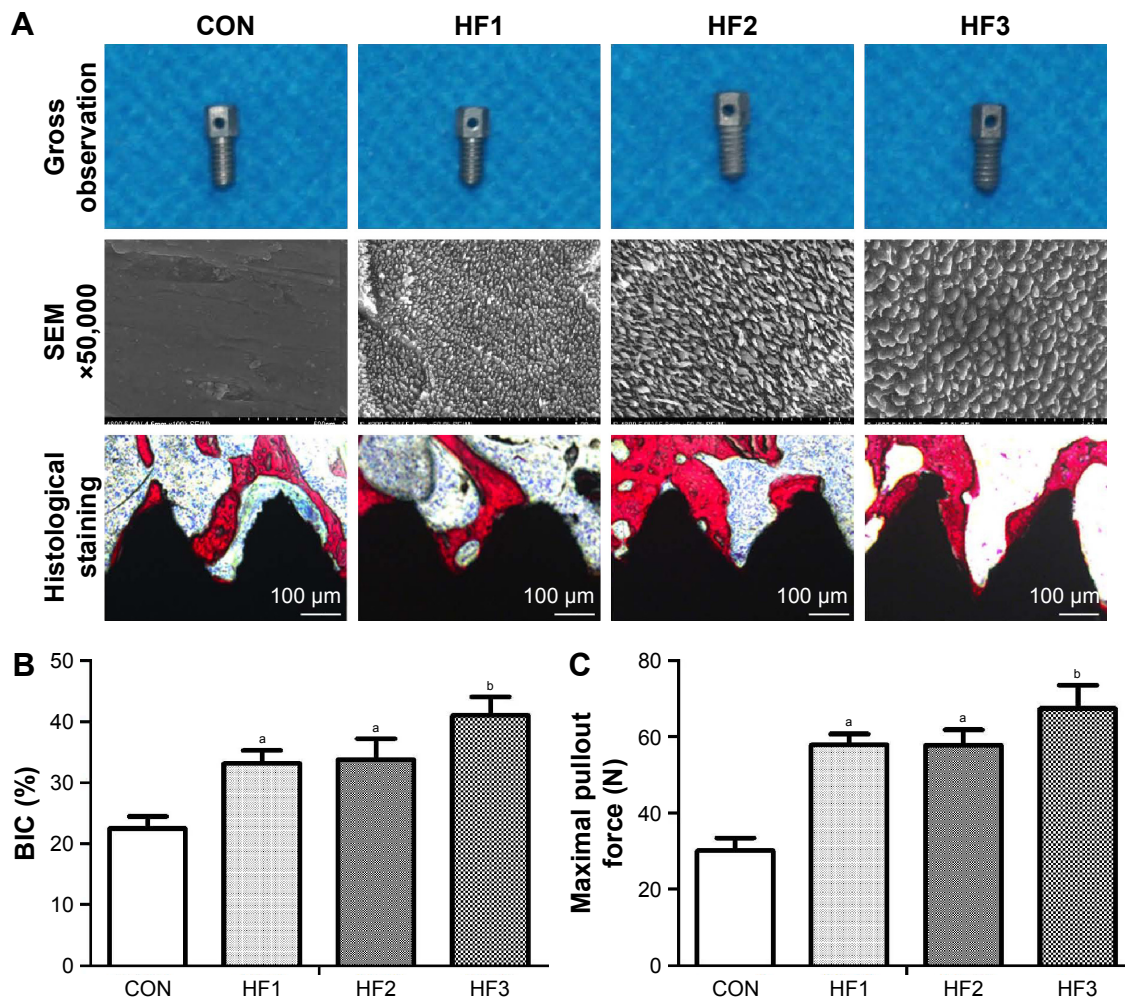 A
CON HF1 HF2 HF3
Gross
observation
SEM
×50,000
Histological
staining
100 µm 100 µm 100 µm 100 µm
B
BIC (%)
50
40
30
20
10
0
a a b
CON HF1 HF2 HF3
C
Maximal pullout
force (N)
80
60
40
20
0
a a b
CON HF1 HF2 HF3